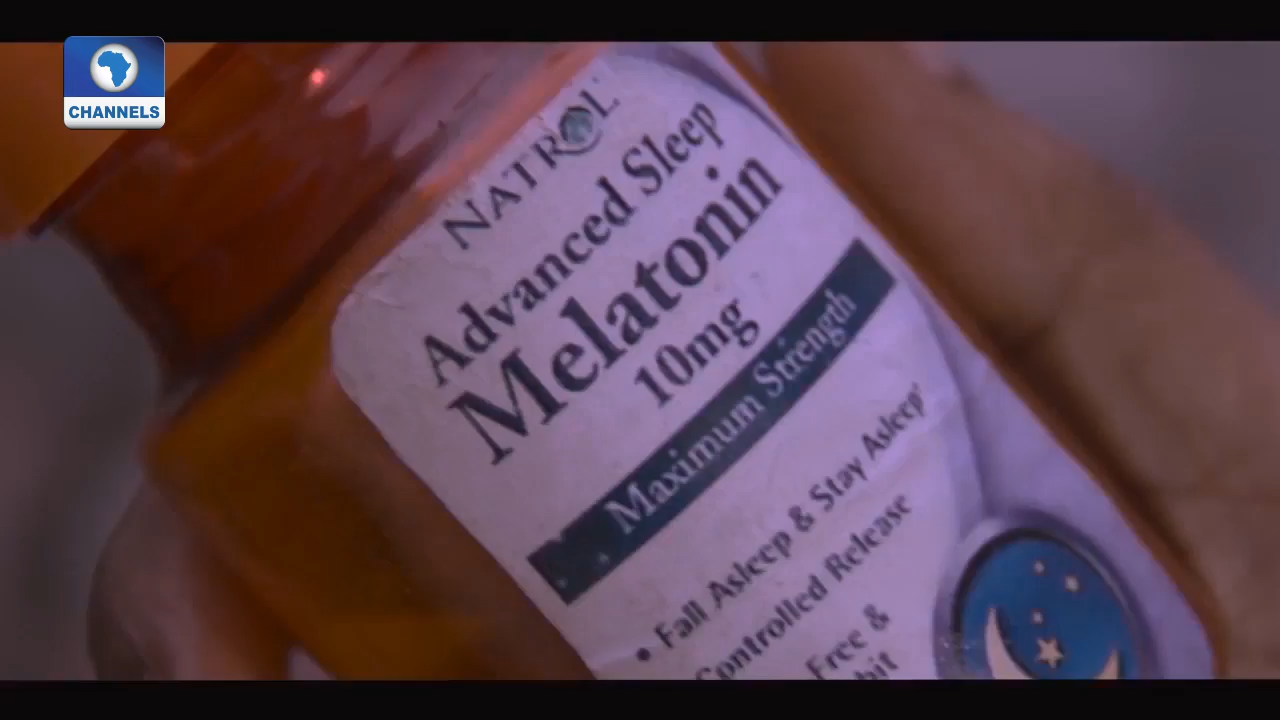 CHANNELS
NATROL
Advanced Sleep
Melatonin
10mg
Maximum Strength
• Fall Asleep & Stay Asleep*
Controlled Release
Free &